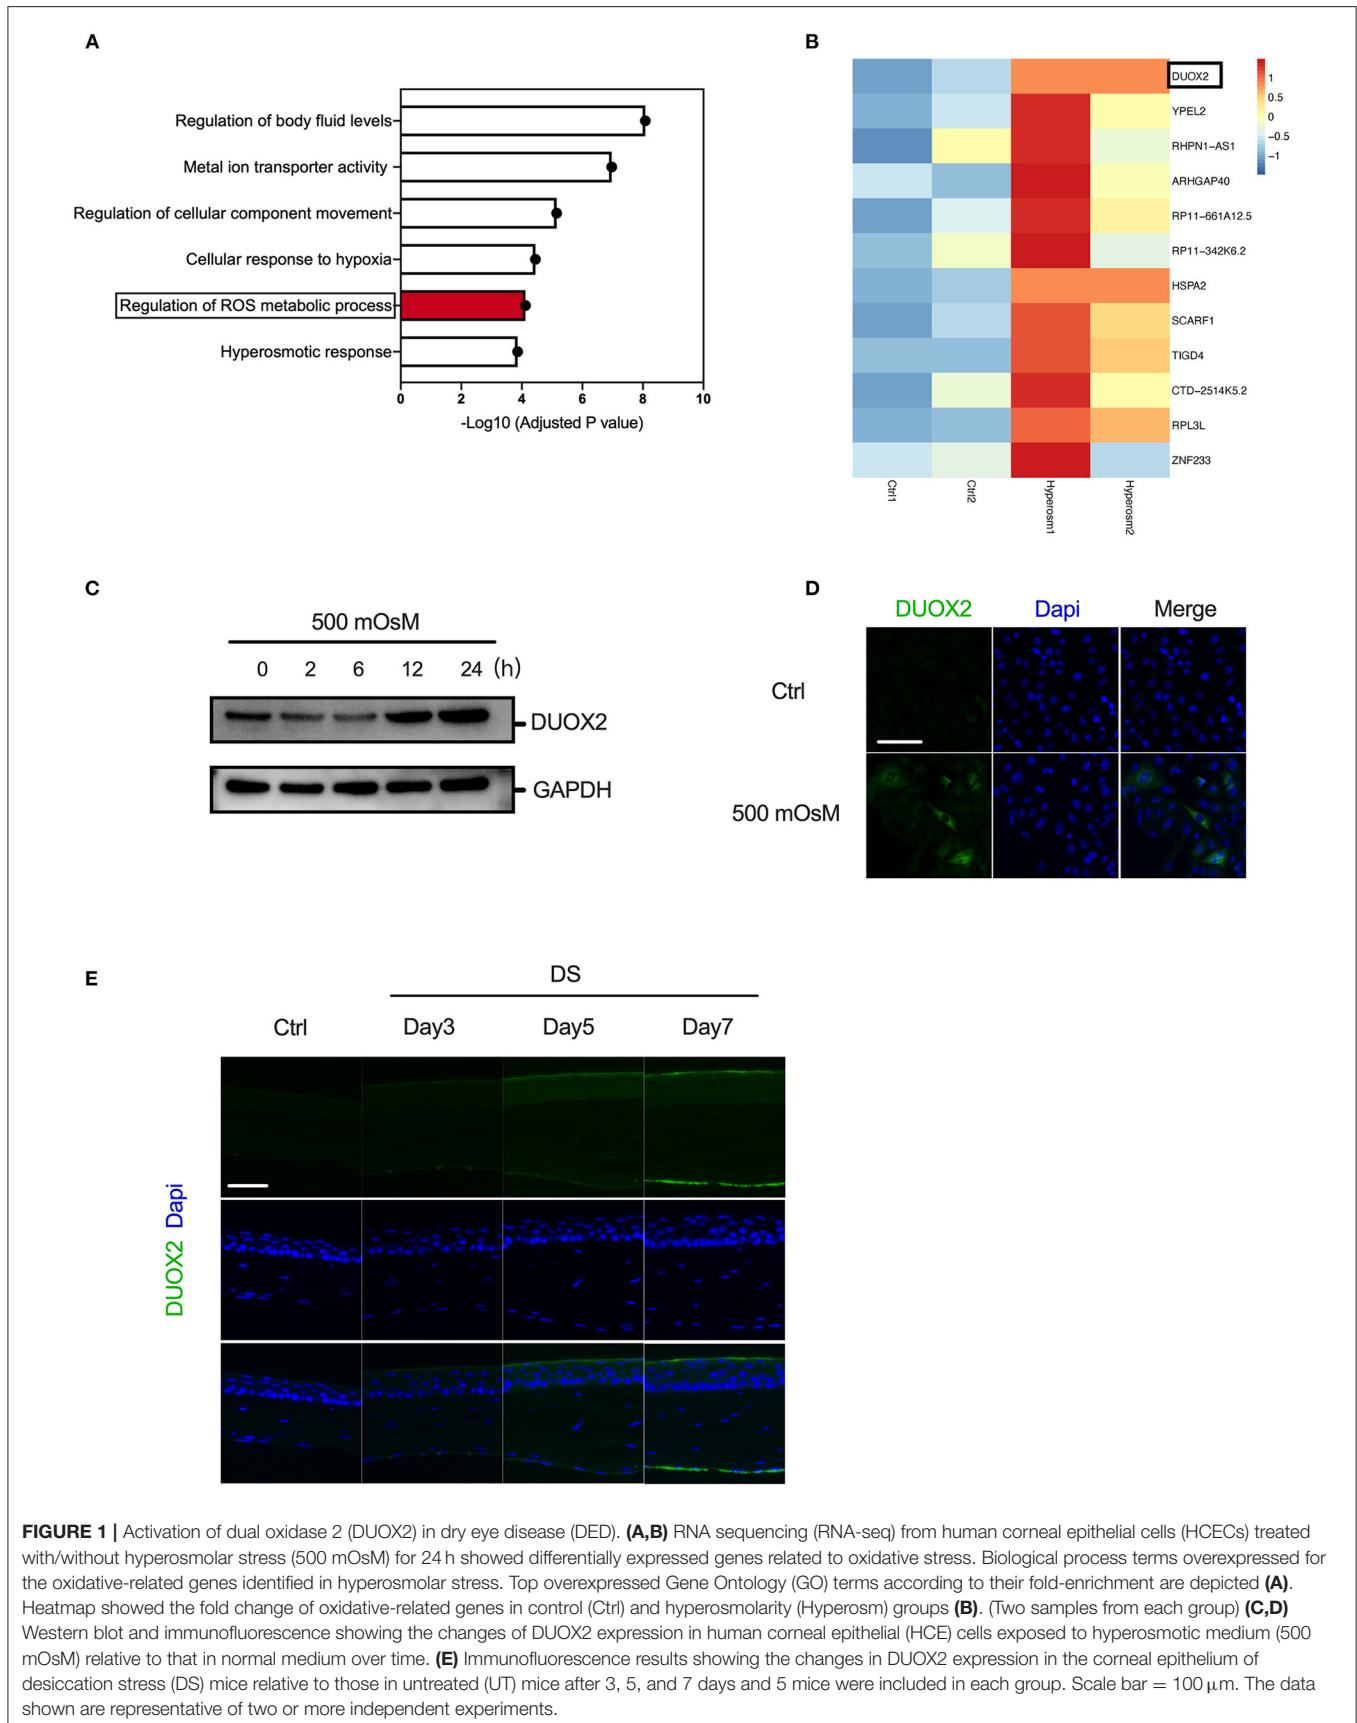 A
Regulation of body fluid levels
Metal ion transporter activity
Regulation of cellular component movement
Cellular response to hypoxia
Regulation of ROS metabolic process
Hyperosmotic response
0 2 4 6 8 10
-Log10 (Adjusted P value)
B
DUOX2
YPEL2
RHPN1-AS1
ARHGAP40
RP11-661A12.5
RP11-342K6.2
HSPA2
SCARF1
TIGD4
CTD-2514K5.2
RPL3L
ZNF233
1
0.5
0
-0.5
-1
Ctrl1 Ctrl2 Hyperosm1 Hyperosm2
C
500 mOsM
0 2 6 12 24 (h)
DUOX2
GAPDH
D
DUOX2 Dapi Merge
Ctrl
500 mOsM
E
DS
Ctrl Day3 Day5 Day7
DUOX2 Dapi
FIGURE 1 | Activation of dual oxidase 2 (DUOX2) in dry eye disease (DED). (A,B) RNA sequencing (RNA-seq) from human corneal epithelial cells (HCECs) treated
with/without hyperosmolar stress (500 mOsM) for 24 h showed differentially expressed genes related to oxidative stress. Biological process terms overexpressed for
the oxidative-related genes identified in hyperosmolar stress. Top overexpressed Gene Ontology (GO) terms according to their fold-enrichment are depicted (A).
Heatmap showed the fold change of oxidative-related genes in control (Ctrl) and hyperosmolarity (Hyperosm) groups (B). (Two samples from each group) (C,D)
Western blot and immunofluorescence showing the changes of DUOX2 expression in human corneal epithelial (HCE) cells exposed to hyperosmotic medium (500
mOsM) relative to that in normal medium over time. (E) Immunofluorescence results showing the changes in DUOX2 expression in the corneal epithelium of
desiccation stress (DS) mice relative to those in untreated (UT) mice after 3, 5, and 7 days and 5 mice were included in each group. Scale bar = 100 μm. The data
shown are representative of two or more independent experiments.